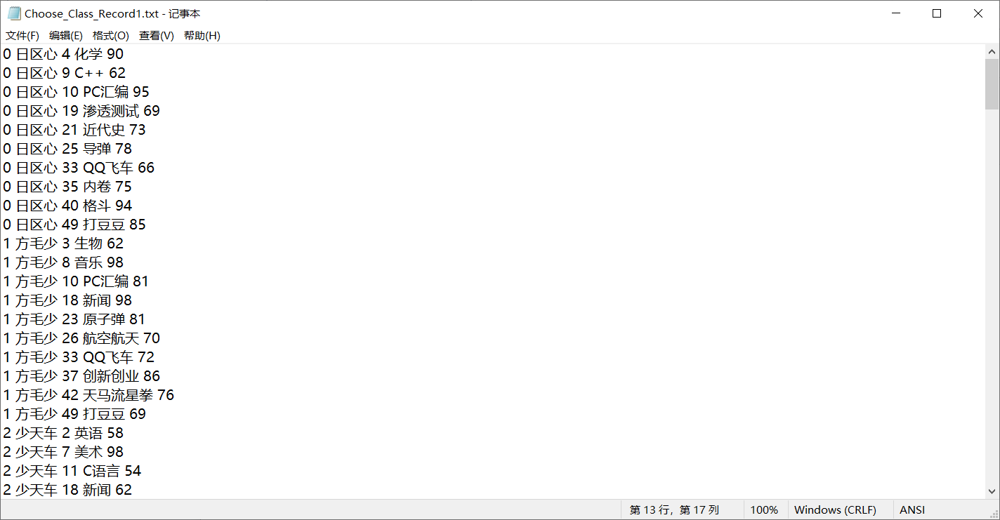 Choose_Class_Record1.txt - 记事本
文件(F) 编辑(E) 格式(O) 查看(V) 帮助(H)
0 日区心 4 化学 90
0 日区心 9 C++ 62
0 日区心 10 PC汇编 95
0 日区心 19 渗透测试 69
0 日区心 21 近代史 73
0 日区心 25 导弹 78
0 日区心 33 QQ飞车 66
0 日区心 35 内卷 75
0 日区心 40 格斗 94
0 日区心 49 打豆豆 85
1 方毛少 3 生物 62
1 方毛少 8 音乐 98
1 方毛少 10 PC汇编 81
1 方毛少 18 新闻 98
1 方毛少 23 原子弹 81
1 方毛少 26 航空航天 70
1 方毛少 33 QQ飞车 72
1 方毛少 37 创新创业 86
1 方毛少 42 天马流星拳 76
1 方毛少 49 打豆豆 69
2 少天车 2 英语 58
2 少天车 7 美术 98
2 少天车 11 C语言 54
2 少天车 18 新闻 62
第 13 行，第 17 列 100% Windows (CRLF) ANSI